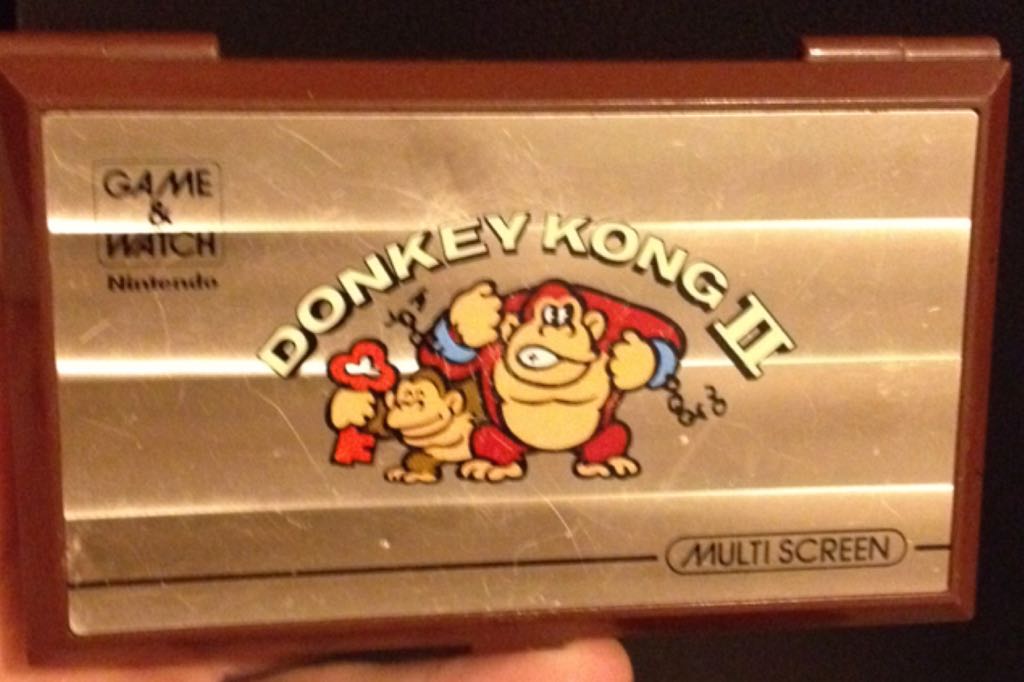 GAME
&
WATCH
Nintendo
DONKEY KONG II
MULTI SCREEN